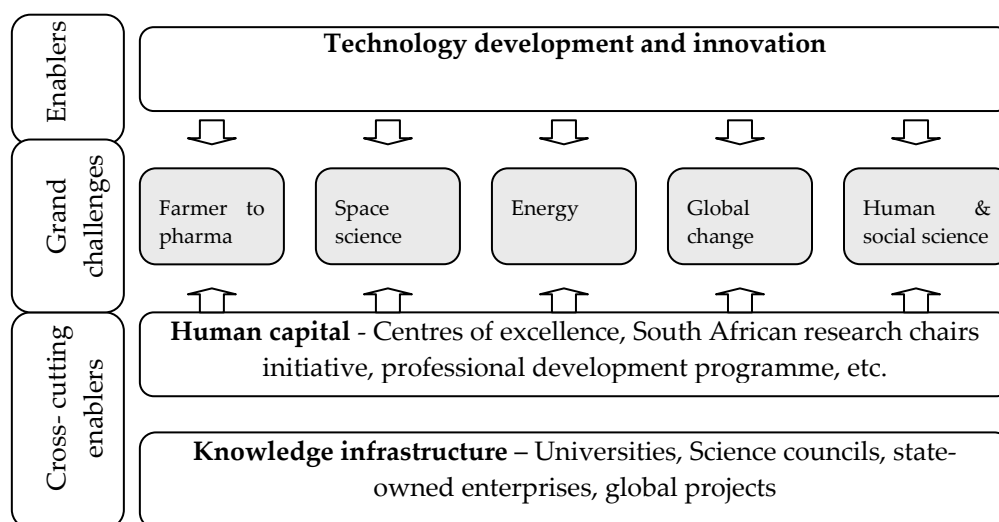 Enablers
Technology development and innovation
Grand
challenges
Farmer to
pharma
Space
science
Energy
Global
change
Human &
social science
Cross- cutting
enablers
Human capital - Centres of excellence, South African research chairs
initiative, professional development programme, etc.
Knowledge infrastructure – Universities, Science councils, state-
owned enterprises, global projects